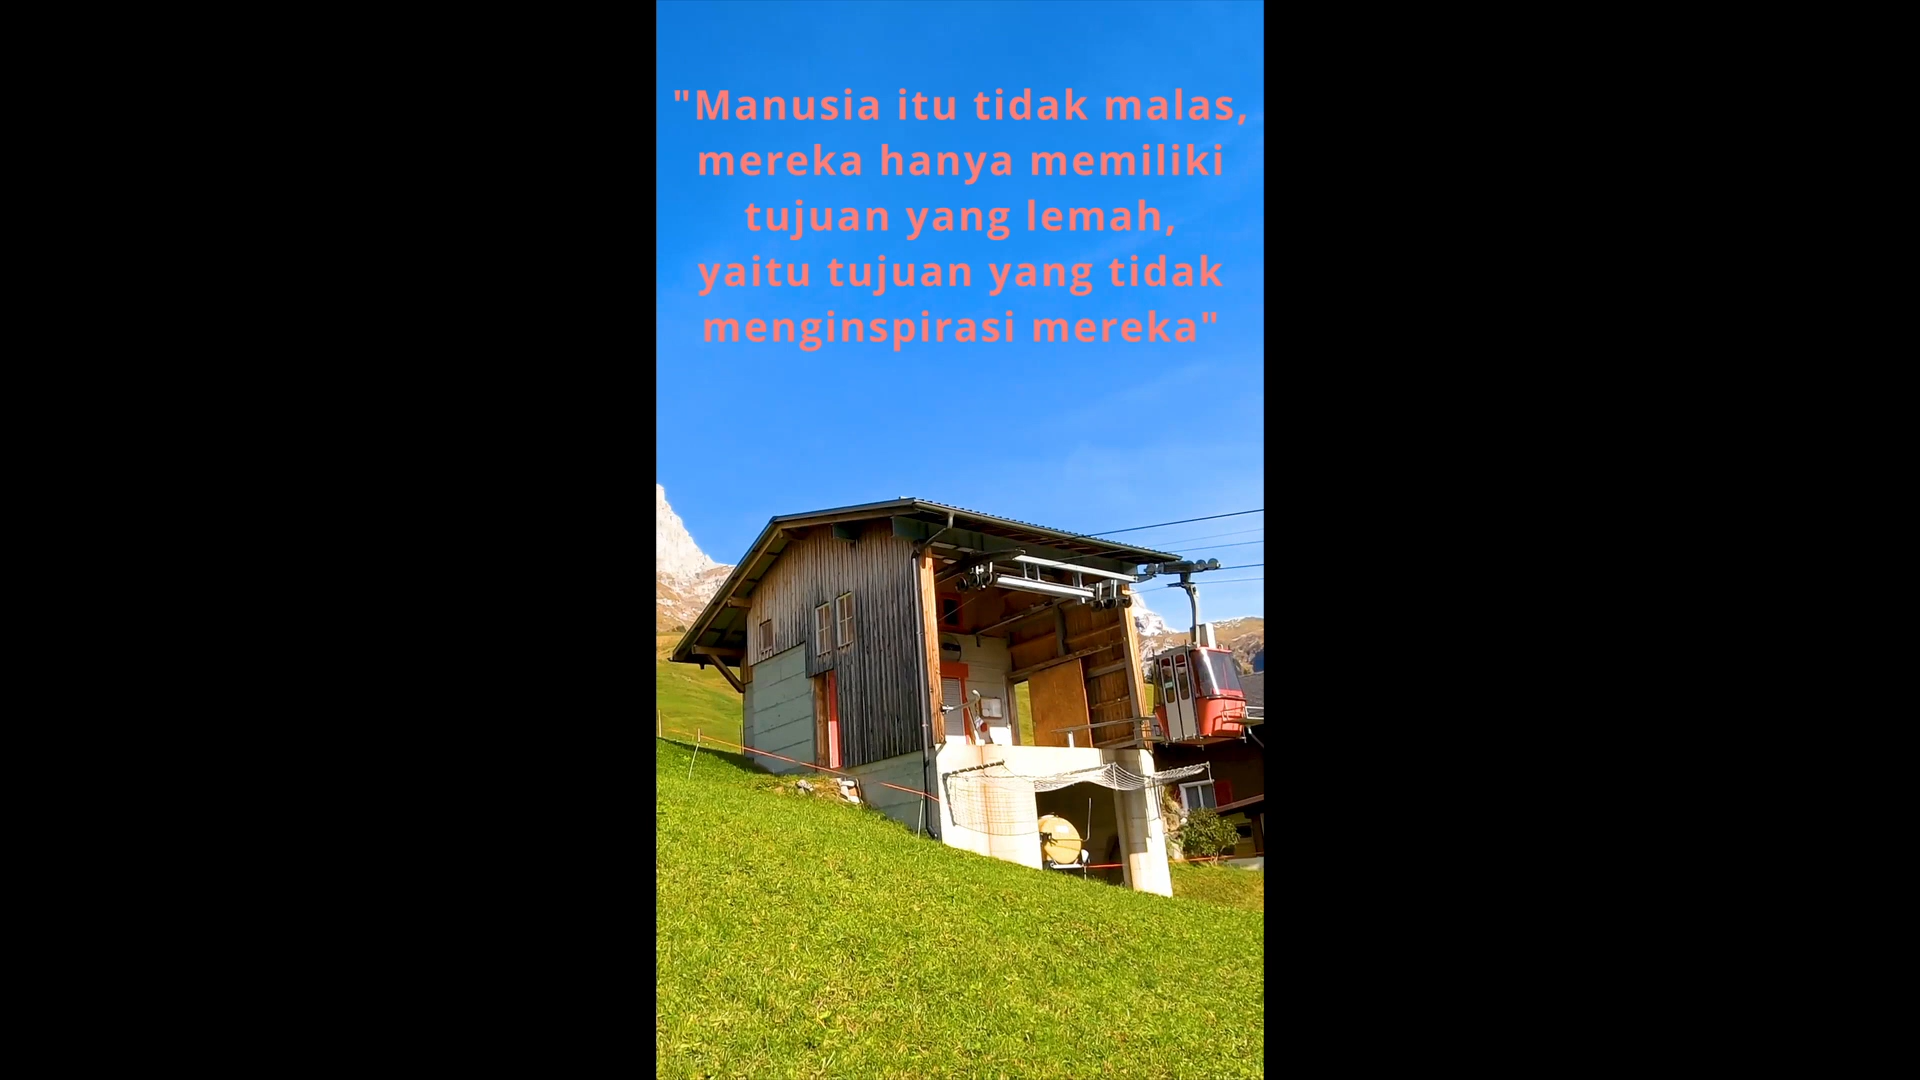 "Manusia itu tidak malas,
mereka hanya memiliki
tujuan yang lemah,
yaitu tujuan yang tidak
menginspirasi mereka"